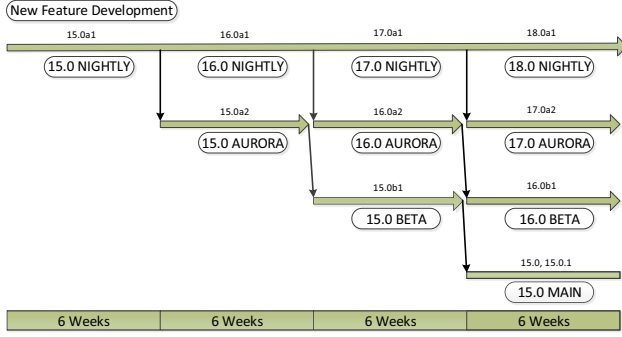 New Feature Development
15.0a1 16.0a1 17.0a1 18.0a1
15.0 NIGHTLY 16.0 NIGHTLY 17.0 NIGHTLY 18.0 NIGHTLY
15.0a2 16.0a2 17.0a2
15.0 AURORA 16.0 AURORA 17.0 AURORA
15.0b1 16.0b1
15.0 BETA 16.0 BETA
15.0, 15.0.1
15.0 MAIN
6 Weeks 6 Weeks 6 Weeks 6 Weeks